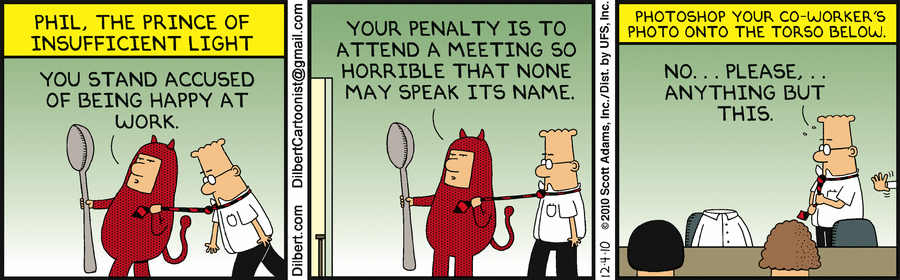 PHIL, THE PRINCE OF
INSUFFICIENT LIGHT
YOU STAND ACCUSED
OF BEING HAPPY AT
WORK.
Dilbert.com DilbertCartoonist@gmail.com
YOUR PENALTY IS TO
ATTEND A MEETING SO
HORRIBLE THAT NONE
MAY SPEAK ITS NAME.
12-4-10 ©2010 Scott Adams, Inc./Dist. by UFS, Inc.
PHOTOSHOP YOUR CO-WORKER'S
PHOTO ONTO THE TORSO BELOW.
NO... PLEASE, ..
ANYTHING BUT
THIS.